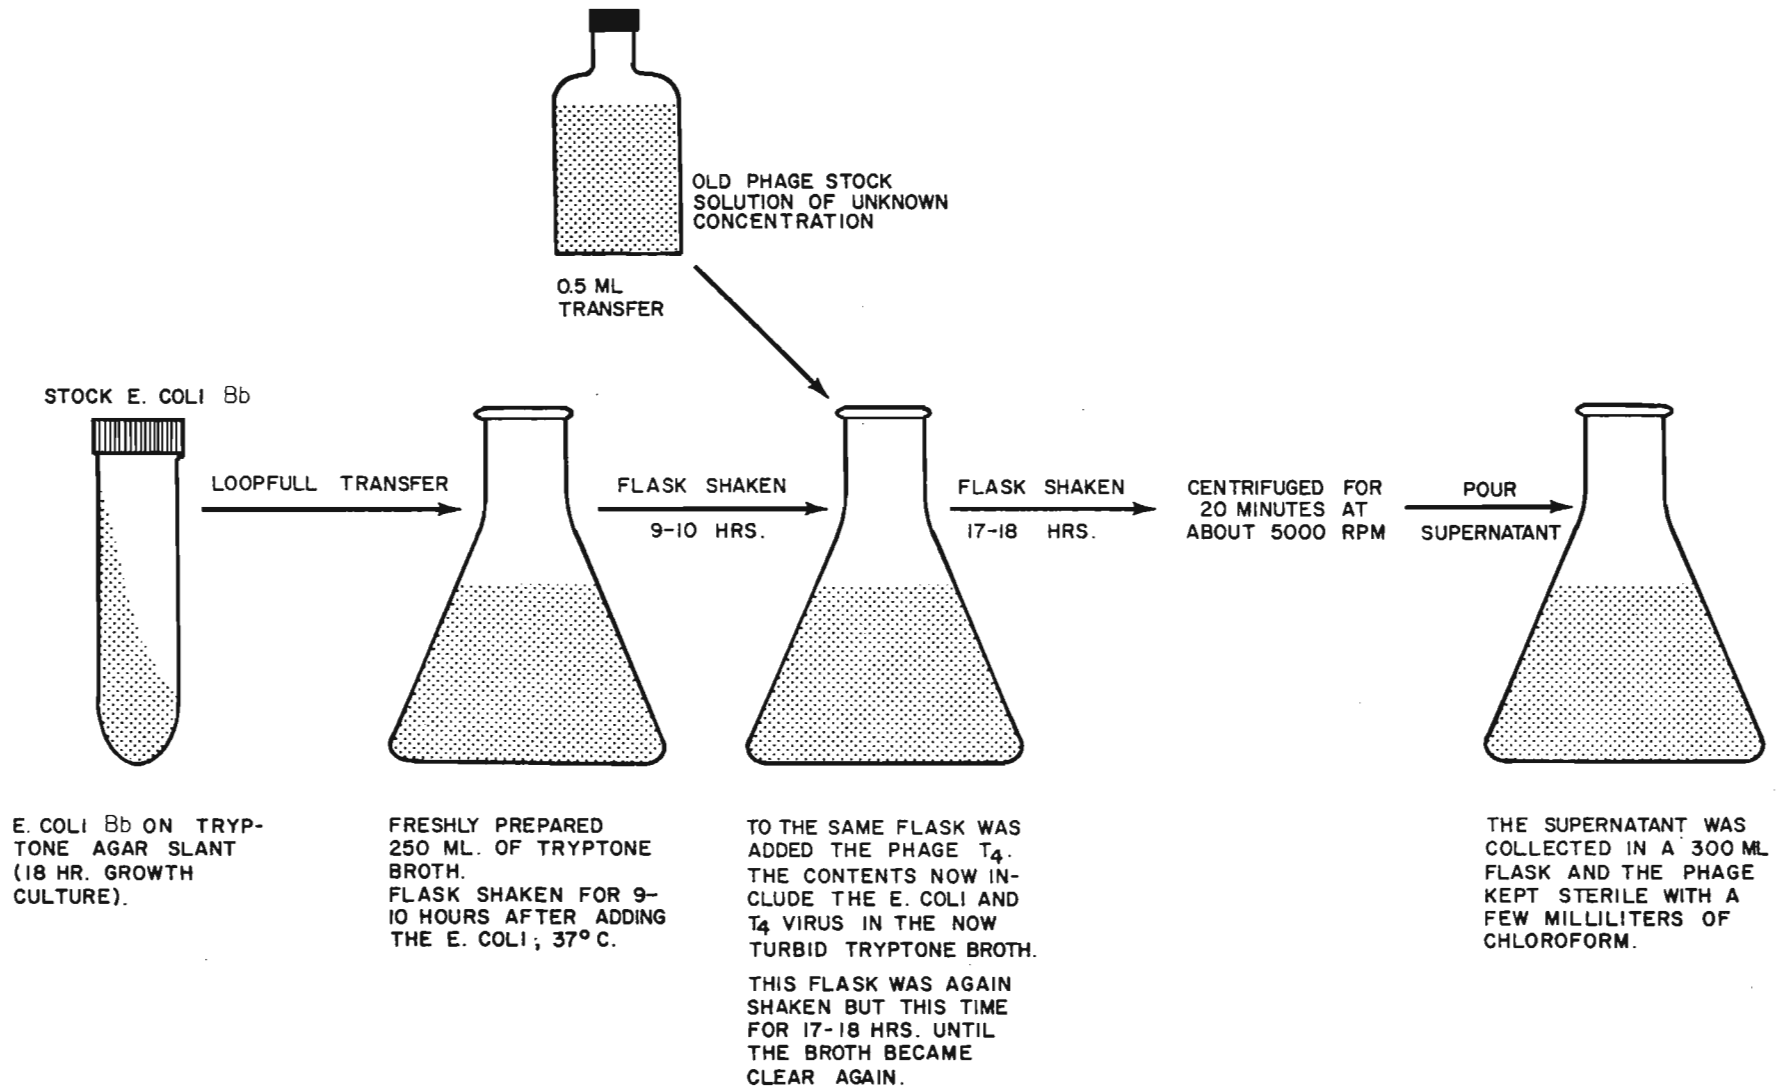 OLD PHAGE STOCK
SOLUTION OF UNKNOWN
CONCENTRATION
0.5 ML
TRANSFER
STOCK E. COLI Bb
LOOPFULL TRANSFER
FLASK SHAKEN
9-10 HRS.
FLASK SHAKEN
17-18 HRS.
CENTRIFUGED FOR
20 MINUTES AT
ABOUT 5000 RPM
POUR
SUPERNATANT
E. COLI Bb ON TRYP-
TONE AGAR SLANT
(18 HR. GROWTH
CULTURE).
FRESHLY PREPARED
250 ML. OF TRYPTONE
BROTH.
FLASK SHAKEN FOR 9-
10 HOURS AFTER ADDING
THE E. COLI; 37° C.
TO THE SAME FLASK WAS
ADDED THE PHAGE T4.
THE CONTENTS NOW IN-
CLUDE THE E. COLI AND
T4 VIRUS IN THE NOW
TURBID TRYPTONE BROTH.
THIS FLASK WAS AGAIN
SHAKEN BUT THIS TIME
FOR 17-18 HRS. UNTIL
THE BROTH BECAME
CLEAR AGAIN.
THE SUPERNATANT WAS
COLLECTED IN A 300 ML
FLASK AND THE PHAGE
KEPT STERILE WITH A
FEW MILLILITERS OF
CHLOROFORM.